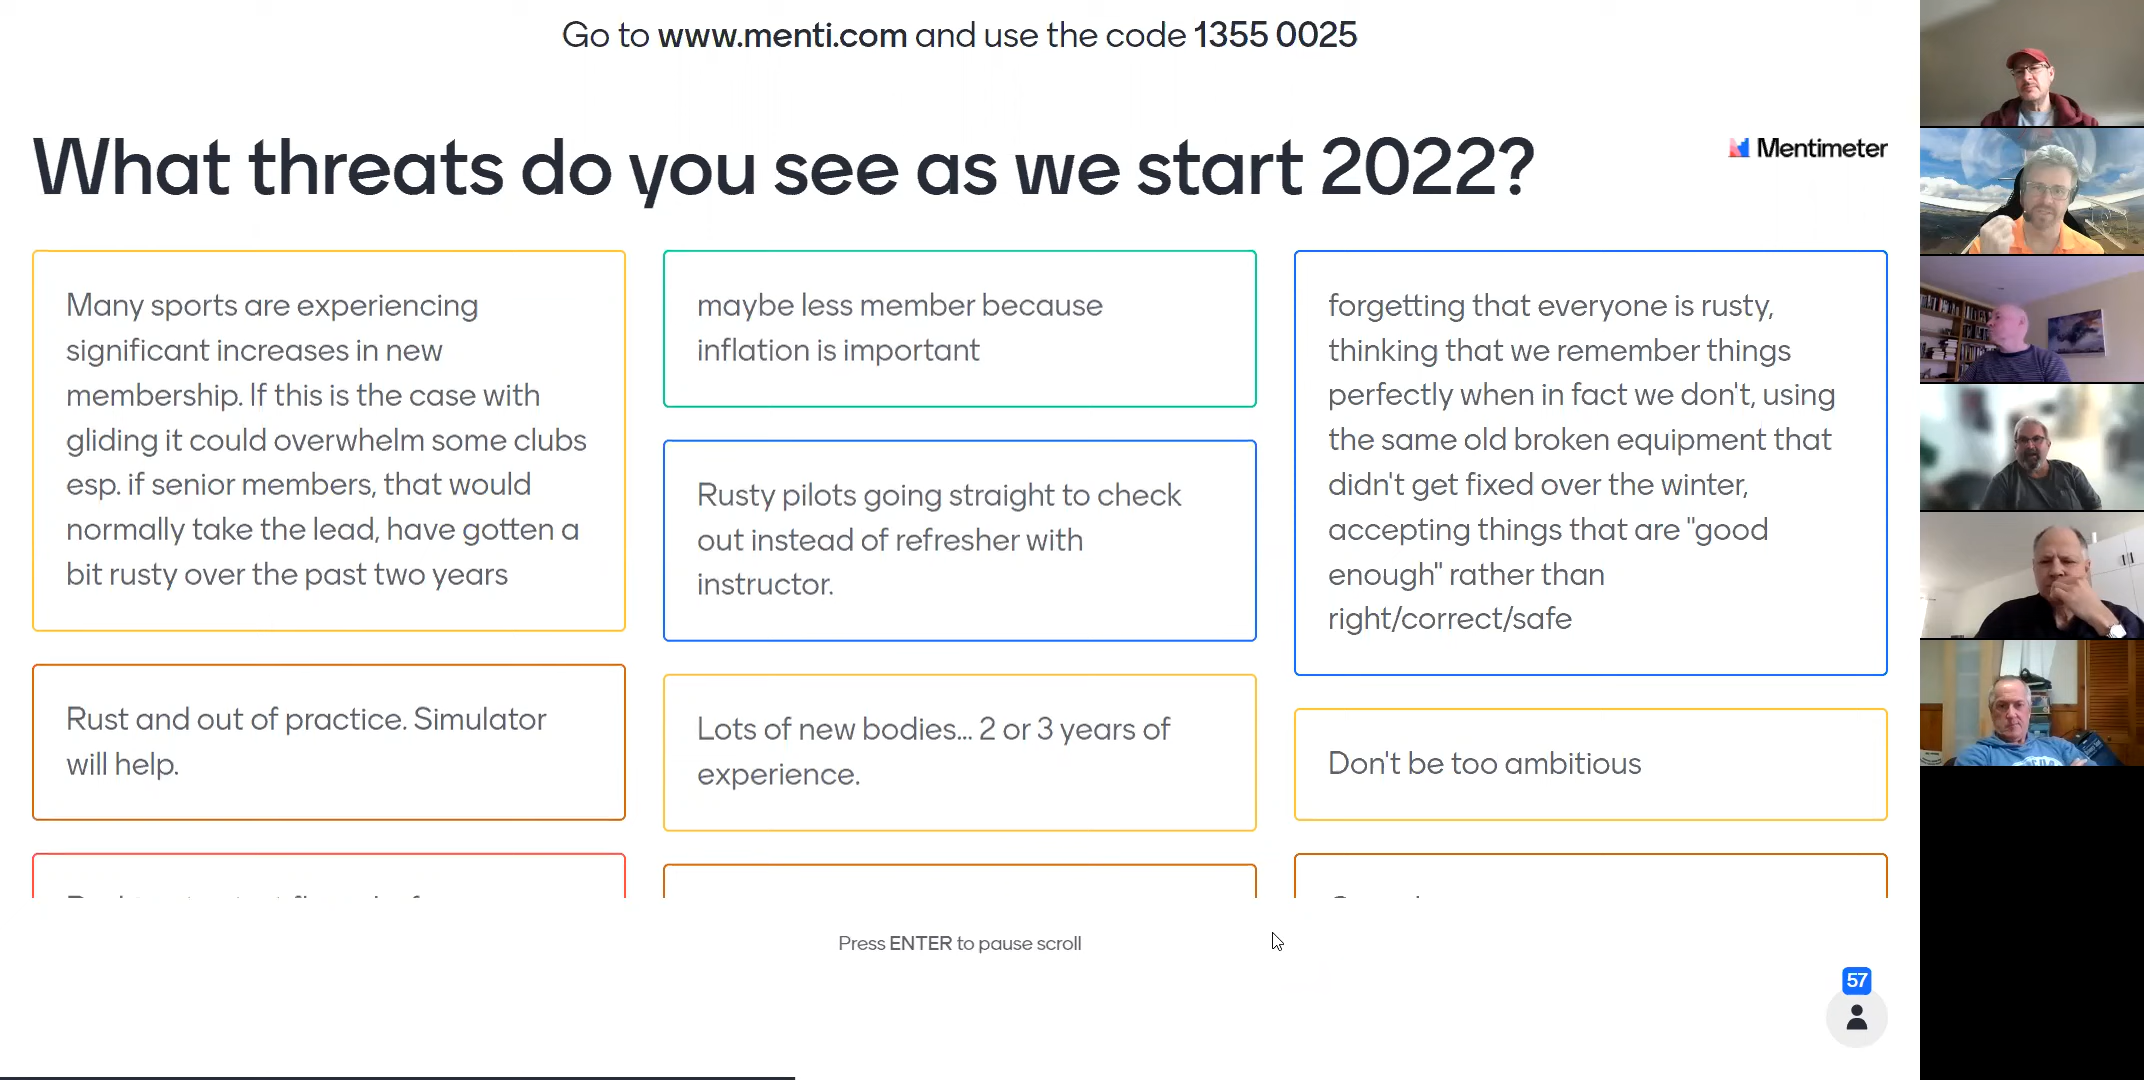 Go to www.menti.com and use the code 1355 0025
What threats do you see as we start 2022?
Mentimeter
Many sports are experiencing
significant increases in new
membership. If this is the case with
gliding it could overwhelm some clubs
esp. if senior members, that would
normally take the lead, have gotten a
bit rusty over the past two years
Rust and out of practice. Simulator
will help.
maybe less member because
inflation is important
Rusty pilots going straight to check
out instead of refresher with
instructor.
Lots of new bodies... 2 or 3 years of
experience.
forgetting that everyone is rusty,
thinking that we remember things
perfectly when in fact we don't, using
the same old broken equipment that
didn't get fixed over the winter,
accepting things that are "good
enough" rather than
right/correct/safe
Don't be too ambitious
Press ENTER to pause scroll
57